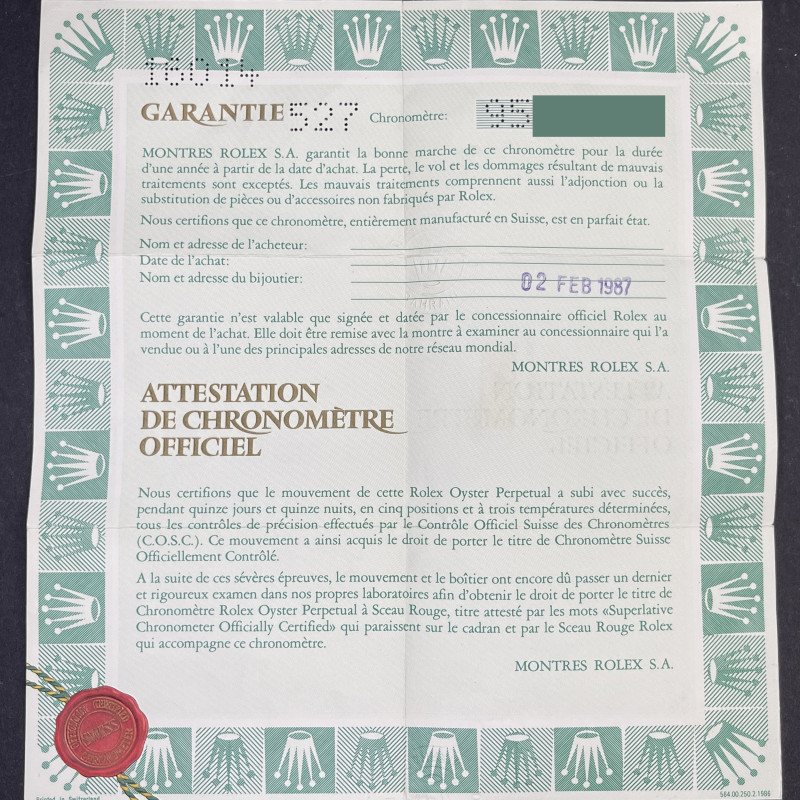 16014
GARANTIE 527 Chronomètre: 95
MONTRES ROLEX S.A. garantit la bonne marche de ce chronomètre pour la durée
d'une année à partir de la date d'achat. La perte, le vol et les dommages résultant de mauvais
traitements sont exceptés. Les mauvais traitements comprennent aussi l'adjonction ou la
substitution de pièces ou d'accessoires non fabriqués par Rolex.
Nous certifions que ce chronomètre, entièrement manufacturé en Suisse, est en parfait état.
Nom et adresse de l'acheteur:
Date de l'achat:
Nom et adresse du bijoutier:
02 FEB 1987
Cette garantie n'est valable que signée et datée par le concessionnaire officiel Rolex au
moment de l'achat. Elle doit être remise avec la montre à examiner au concessionnaire qui l'a
vendue ou à l'une des principales adresses de notre réseau mondial.
MONTRES ROLEX S.A.
ATTESTATION
DE CHRONOMÈTRE
OFFICIEL
Nous certifions que le mouvement de cette Rolex Oyster Perpetual a subi avec succès,
pendant quinze jours et quinze nuits, en cinq positions et à trois températures déterminées,
tous les contrôles de précision effectués par le Contrôle Officiel Suisse des Chronomètres
(C.O.S.C.). Ce mouvement a ainsi acquis le droit de porter le titre de Chronomètre Suisse
Officiellement Contrôlé.
A la suite de ces sévères épreuves, le mouvement et le boîtier ont encore dû passer un dernier
et rigoureux examen dans nos propres laboratoires afin d'obtenir le droit de porter le titre de
Chronomètre Rolex Oyster Perpetual à Sceau Rouge, titre attesté par les mots «Superlative
Chronometer Officially Certified» qui paraissent sur le cadran et par le Sceau Rouge Rolex
qui accompagne ce chronomètre.
MONTRES ROLEX S.A.
Printed in Switzerland
564.00.250.3.1986